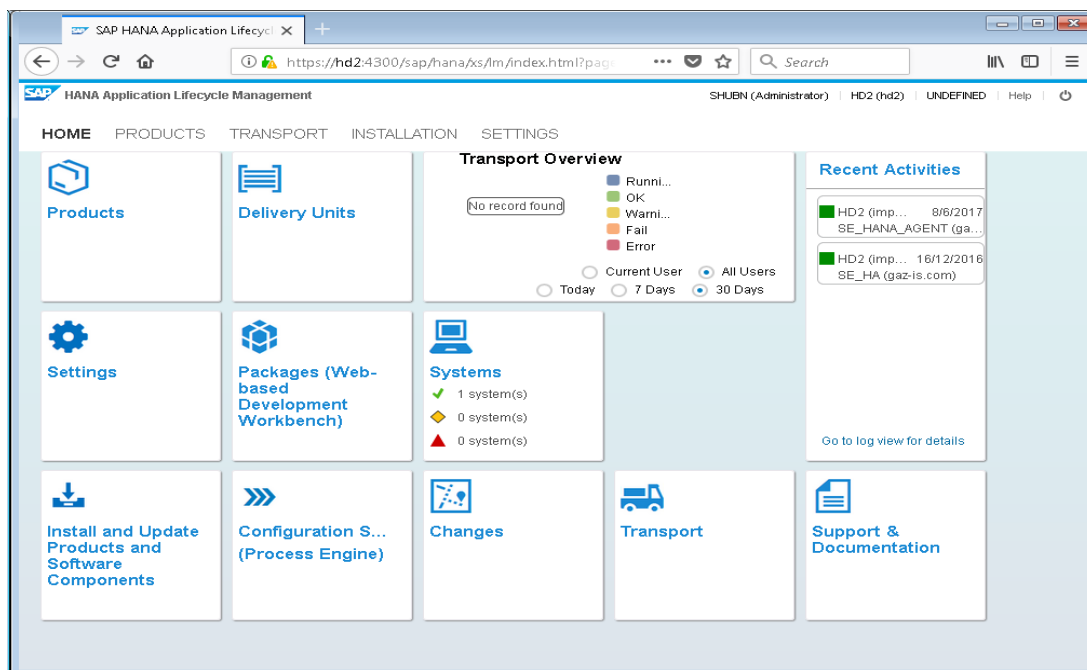 SAP HANA Application Lifecycl
https://hd2:4300/sap/hana/xs/lm/index.html?pag
Search
SAP HANA Application Lifecycle Management
SHUBN (Administrator) HD2 (hd2) UNDEFINED Help
HOME PRODUCTS TRANSPORT INSTALLATION SETTINGS
Products
Delivery Units
Transport Overview
No record found
Runni...
OK
Warni...
Fail
Error
Current User All Users
Today 7 Days 30 Days
Recent Activities
HD2 (imp... 8/6/2017
SE_HANA_AGENT (ga...
HD2 (imp... 16/12/2016
SE_HA (gaz-is.com)
Go to log view for details
Settings
Packages (Web-
based
Development
Workbench)
Systems
1 system(s)
0 system(s)
0 system(s)
Install and Update
Products and
Software
Components
Configuration S...
(Process Engine)
Changes
Transport
Support &
Documentation